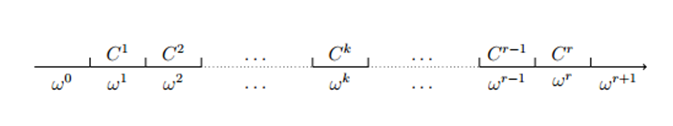 C¹ C² ... Cᵏ ... Cʳ⁻¹ Cʳ
ω⁰ ω¹ ω² ... ωᵏ ... ωʳ⁻¹ ωʳ ωʳ⁺¹